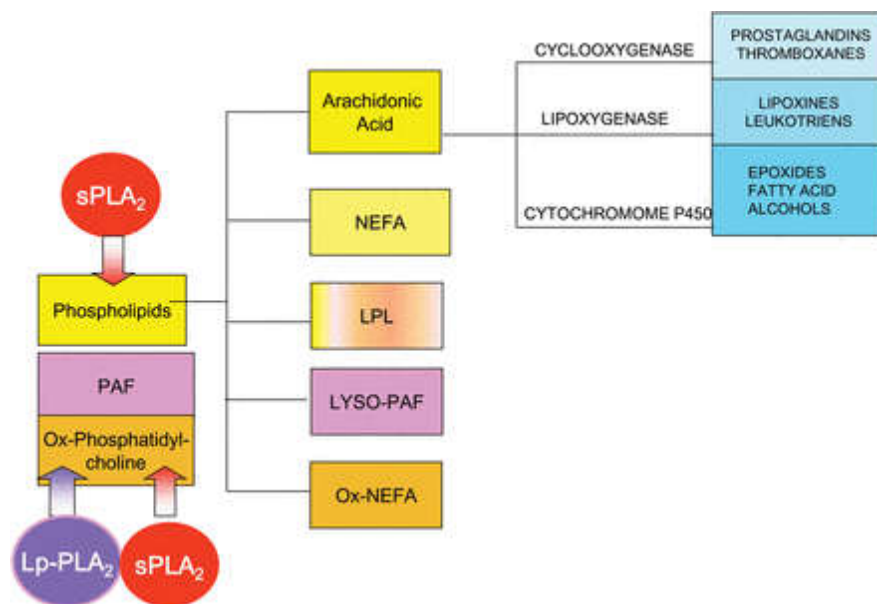 PROSTAGLANDINS
THROMBOXANES
CYCLOOXYGENASE
Arachidonic
Acid
LIPOXYGENASE
LIPOXINES
LEUKOTRIENS
EPOXIDES
FATTY ACID
ALCOHOLS
CYTOCHROMOME P450
sPLA₂
NEFA
Phospholipids
LPL
PAF
LYSO-PAF
Ox-Phosphatidyl-
choline
Ox-NEFA
Lp-PLA₂
sPLA₂